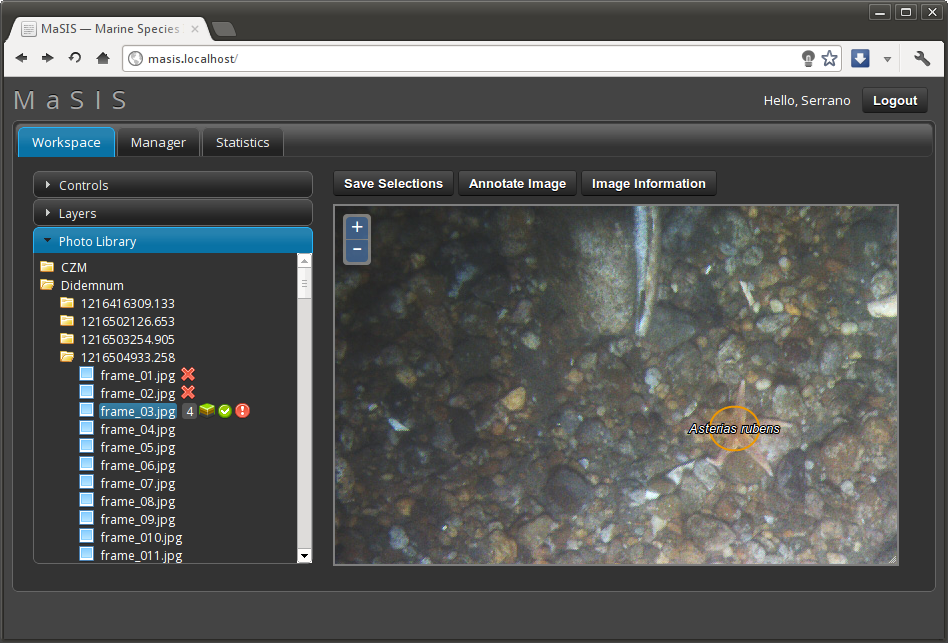 MaSIS — Marine Species
masis.localhost/
MaSIS
Hello, Serrano
Logout
Workspace
Manager
Statistics
Controls
Layers
Photo Library
CZM
Didemnum
1216416309.133
1216502126.653
1216503254.905
1216504933.258
frame_01.jpg
frame_02.jpg
frame_03.jpg 4
frame_04.jpg
frame_05.jpg
frame_06.jpg
frame_07.jpg
frame_08.jpg
frame_09.jpg
frame_010.jpg
frame_011.jpg
Save Selections
Annotate Image
Image Information
+
−
Asterias rubens